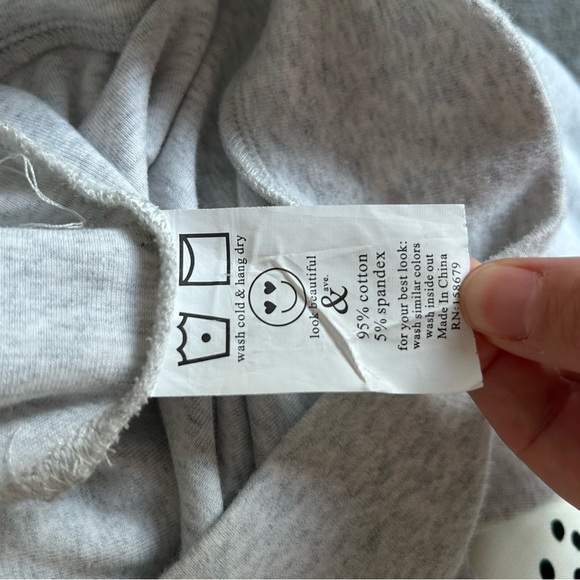 wash cold & hang dry
look beautiful
ave.
&
95% cotton
5% spandex
for your best look:
wash similar colors
wash inside out
Made In China
RN:158679